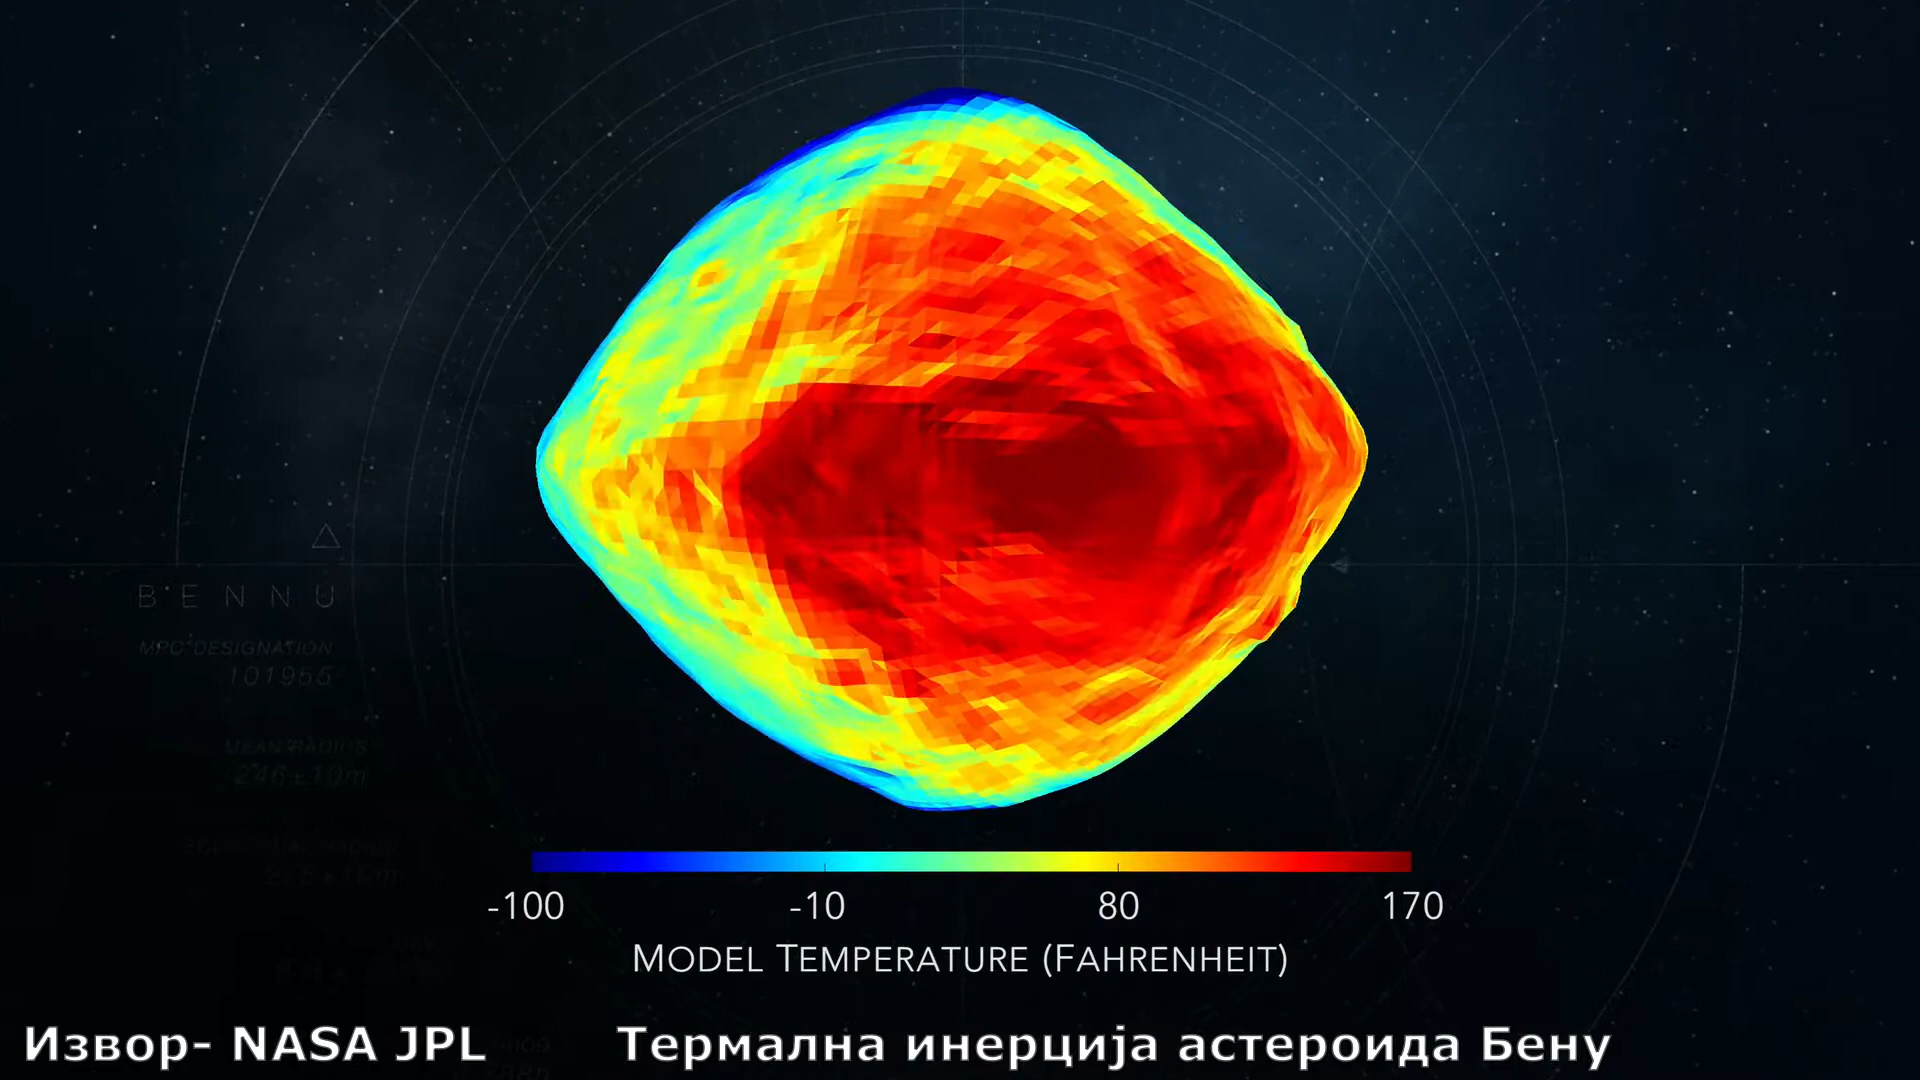 BENNU
MPC DESIGNATION
101955
MEAN RADIUS
246±10m
-100 -10 80 170
MODEL TEMPERATURE (FAHRENHEIT)
Извор- NASA JPL Термална инерција астероида Бену